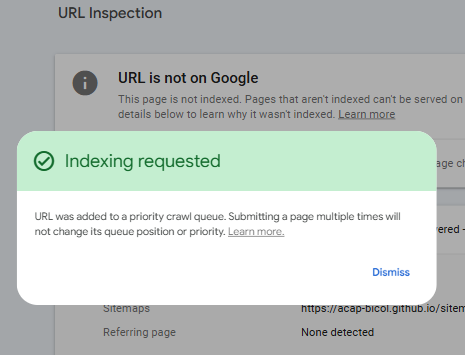 URL Inspection
URL is not on Google
This page is not indexed. Pages that aren't indexed can't be served on
details below to learn why it wasn't indexed. Learn more
Indexing requested
age ch
URL was added to a priority crawl queue. Submitting a page multiple times will
not change its queue position or priority. Learn more.
vered -
Dismiss
Sitemaps
https://acap-bicol.github.io/sitem
Referring page
None detected